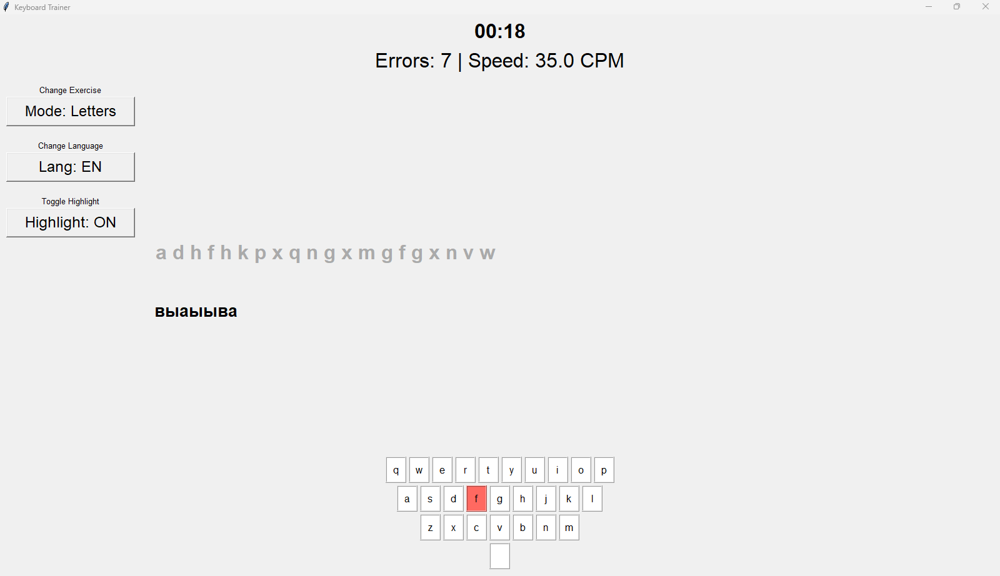 Keyboard Trainer
00:18
Errors: 7 | Speed: 35.0 CPM
Change Exercise
Mode: Letters
Change Language
Lang: EN
Toggle Highlight
Highlight: ON
a d h f h k p x q n g x m g f g x n v w
выаыыва
q w e r t y u i o p
a s d f g h j k l
z x c v b n m